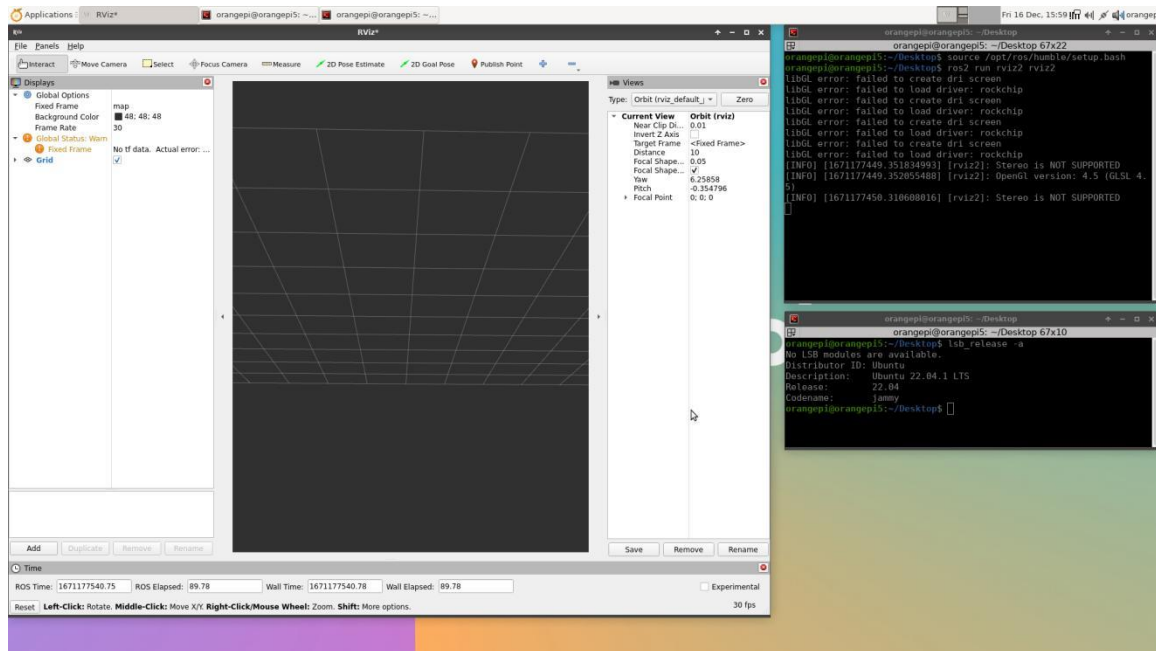 Applications RViz* orangepi@orangepi5: ~... orangepi@orangepi5: ~... Fri 16 Dec, 15:59 orangep
RViz*
File Panels Help
Interact Move Camera Select Focus Camera Measure 2D Pose Estimate 2D Goal Pose Publish Point
Displays
Global Options
Fixed Frame map
Background Color 48; 48; 48
Frame Rate 30
Global Status: Warn
Fixed Frame No tf data. Actual error: ...
Grid
Add Duplicate Remove Rename
Views
Type: Orbit (rviz_default_ Zero
Current View Orbit (rviz)
Near Clip Di... 0.01
Invert Z Axis
Target Frame <Fixed Frame>
Distance 10
Focal Shape... 0.05
Focal Shape...
Yaw 6.25858
Pitch -0.354796
Focal Point 0; 0; 0
Save Remove Rename
Time
ROS Time: 1671177540.75 ROS Elapsed: 89.78 Wall Time: 1671177540.78 Wall Elapsed: 89.78 Experimental
Reset Left-Click: Rotate. Middle-Click: Move X/Y. Right-Click/Mouse Wheel: Zoom. Shift: More options. 30 fps
orangepi@orangepi5: ~/Desktop
orangepi@orangepi5: ~/Desktop 67x22
orangepi@orangepi5:~/Desktop$ source /opt/ros/humble/setup.bash
orangepi@orangepi5:~/Desktop$ ros2 run rviz2 rviz2
libGL error: failed to create dri screen
libGL error: failed to load driver: rockchip
libGL error: failed to create dri screen
libGL error: failed to load driver: rockchip
libGL error: failed to create dri screen
libGL error: failed to load driver: rockchip
libGL error: failed to create dri screen
libGL error: failed to load driver: rockchip
[INFO] [1671177449.351834993] [rviz2]: Stereo is NOT SUPPORTED
[INFO] [1671177449.352055488] [rviz2]: OpenGl version: 4.5 (GLSL 4.
5)
[INFO] [1671177450.310608016] [rviz2]: Stereo is NOT SUPPORTED
orangepi@orangepi5: ~/Desktop
orangepi@orangepi5: ~/Desktop 67x10
orangepi@orangepi5:~/Desktop$ lsb_release -a
No LSB modules are available.
Distributor ID: Ubuntu
Description: Ubuntu 22.04.1 LTS
Release: 22.04
Codename: jammy
orangepi@orangepi5:~/Desktop$